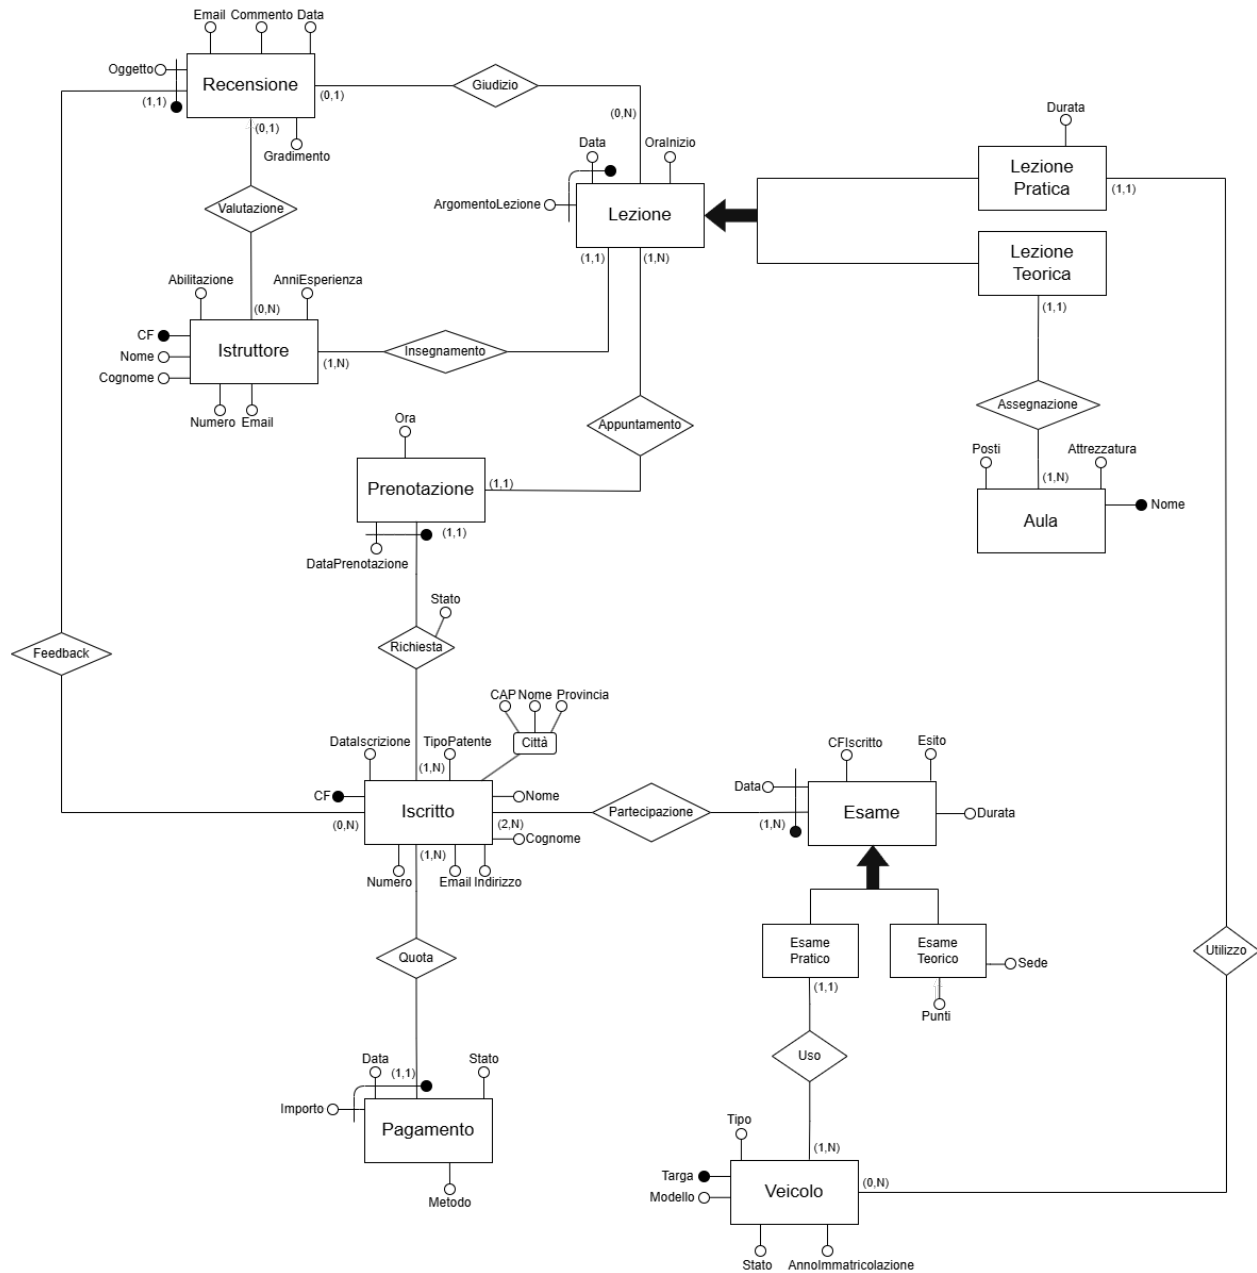 Email Commento Data
Oggetto
Recensione
(1,1)
(0,1)
(0,1)
Gradimento
Giudizio
(0,N)
Durata
Lezione
Pratica
(1,1)
Data
OraInizio
ArgomentoLezione
Lezione
(1,1)
(1,N)
Lezione
Teorica
(1,1)
Valutazione
Abilitazione
AnniEsperienza
(0,N)
CF
Nome
Cognome
Istruttore
(1,N)
Numero
Email
Insegnamento
Assegnazione
Ora
Appuntamento
Prenotazione
(1,1)
(1,1)
DataPrenotazione
Posti
Attrezzatura
(1,N)
Nome
Aula
Stato
Richiesta
Feedback
CAP Nome Provincia
Città
DataIscrizione
TipoPatente
(1,N)
CF
Iscritto
Nome
(0,N)
(2,N)
Cognome
(1,N)
Numero
Email Indirizzo
Partecipazione
CFIscritto
Esito
Data
(1,N)
Esame
Durata
Esame
Pratico
(1,1)
Esame
Teorico
Sede
Punti
Utilizzo
Quota
Uso
Data
Stato
(1,1)
Importo
Pagamento
Metodo
Tipo
(1,N)
Targa
Modello
Veicolo
(0,N)
Stato
AnnoImmatricolazione